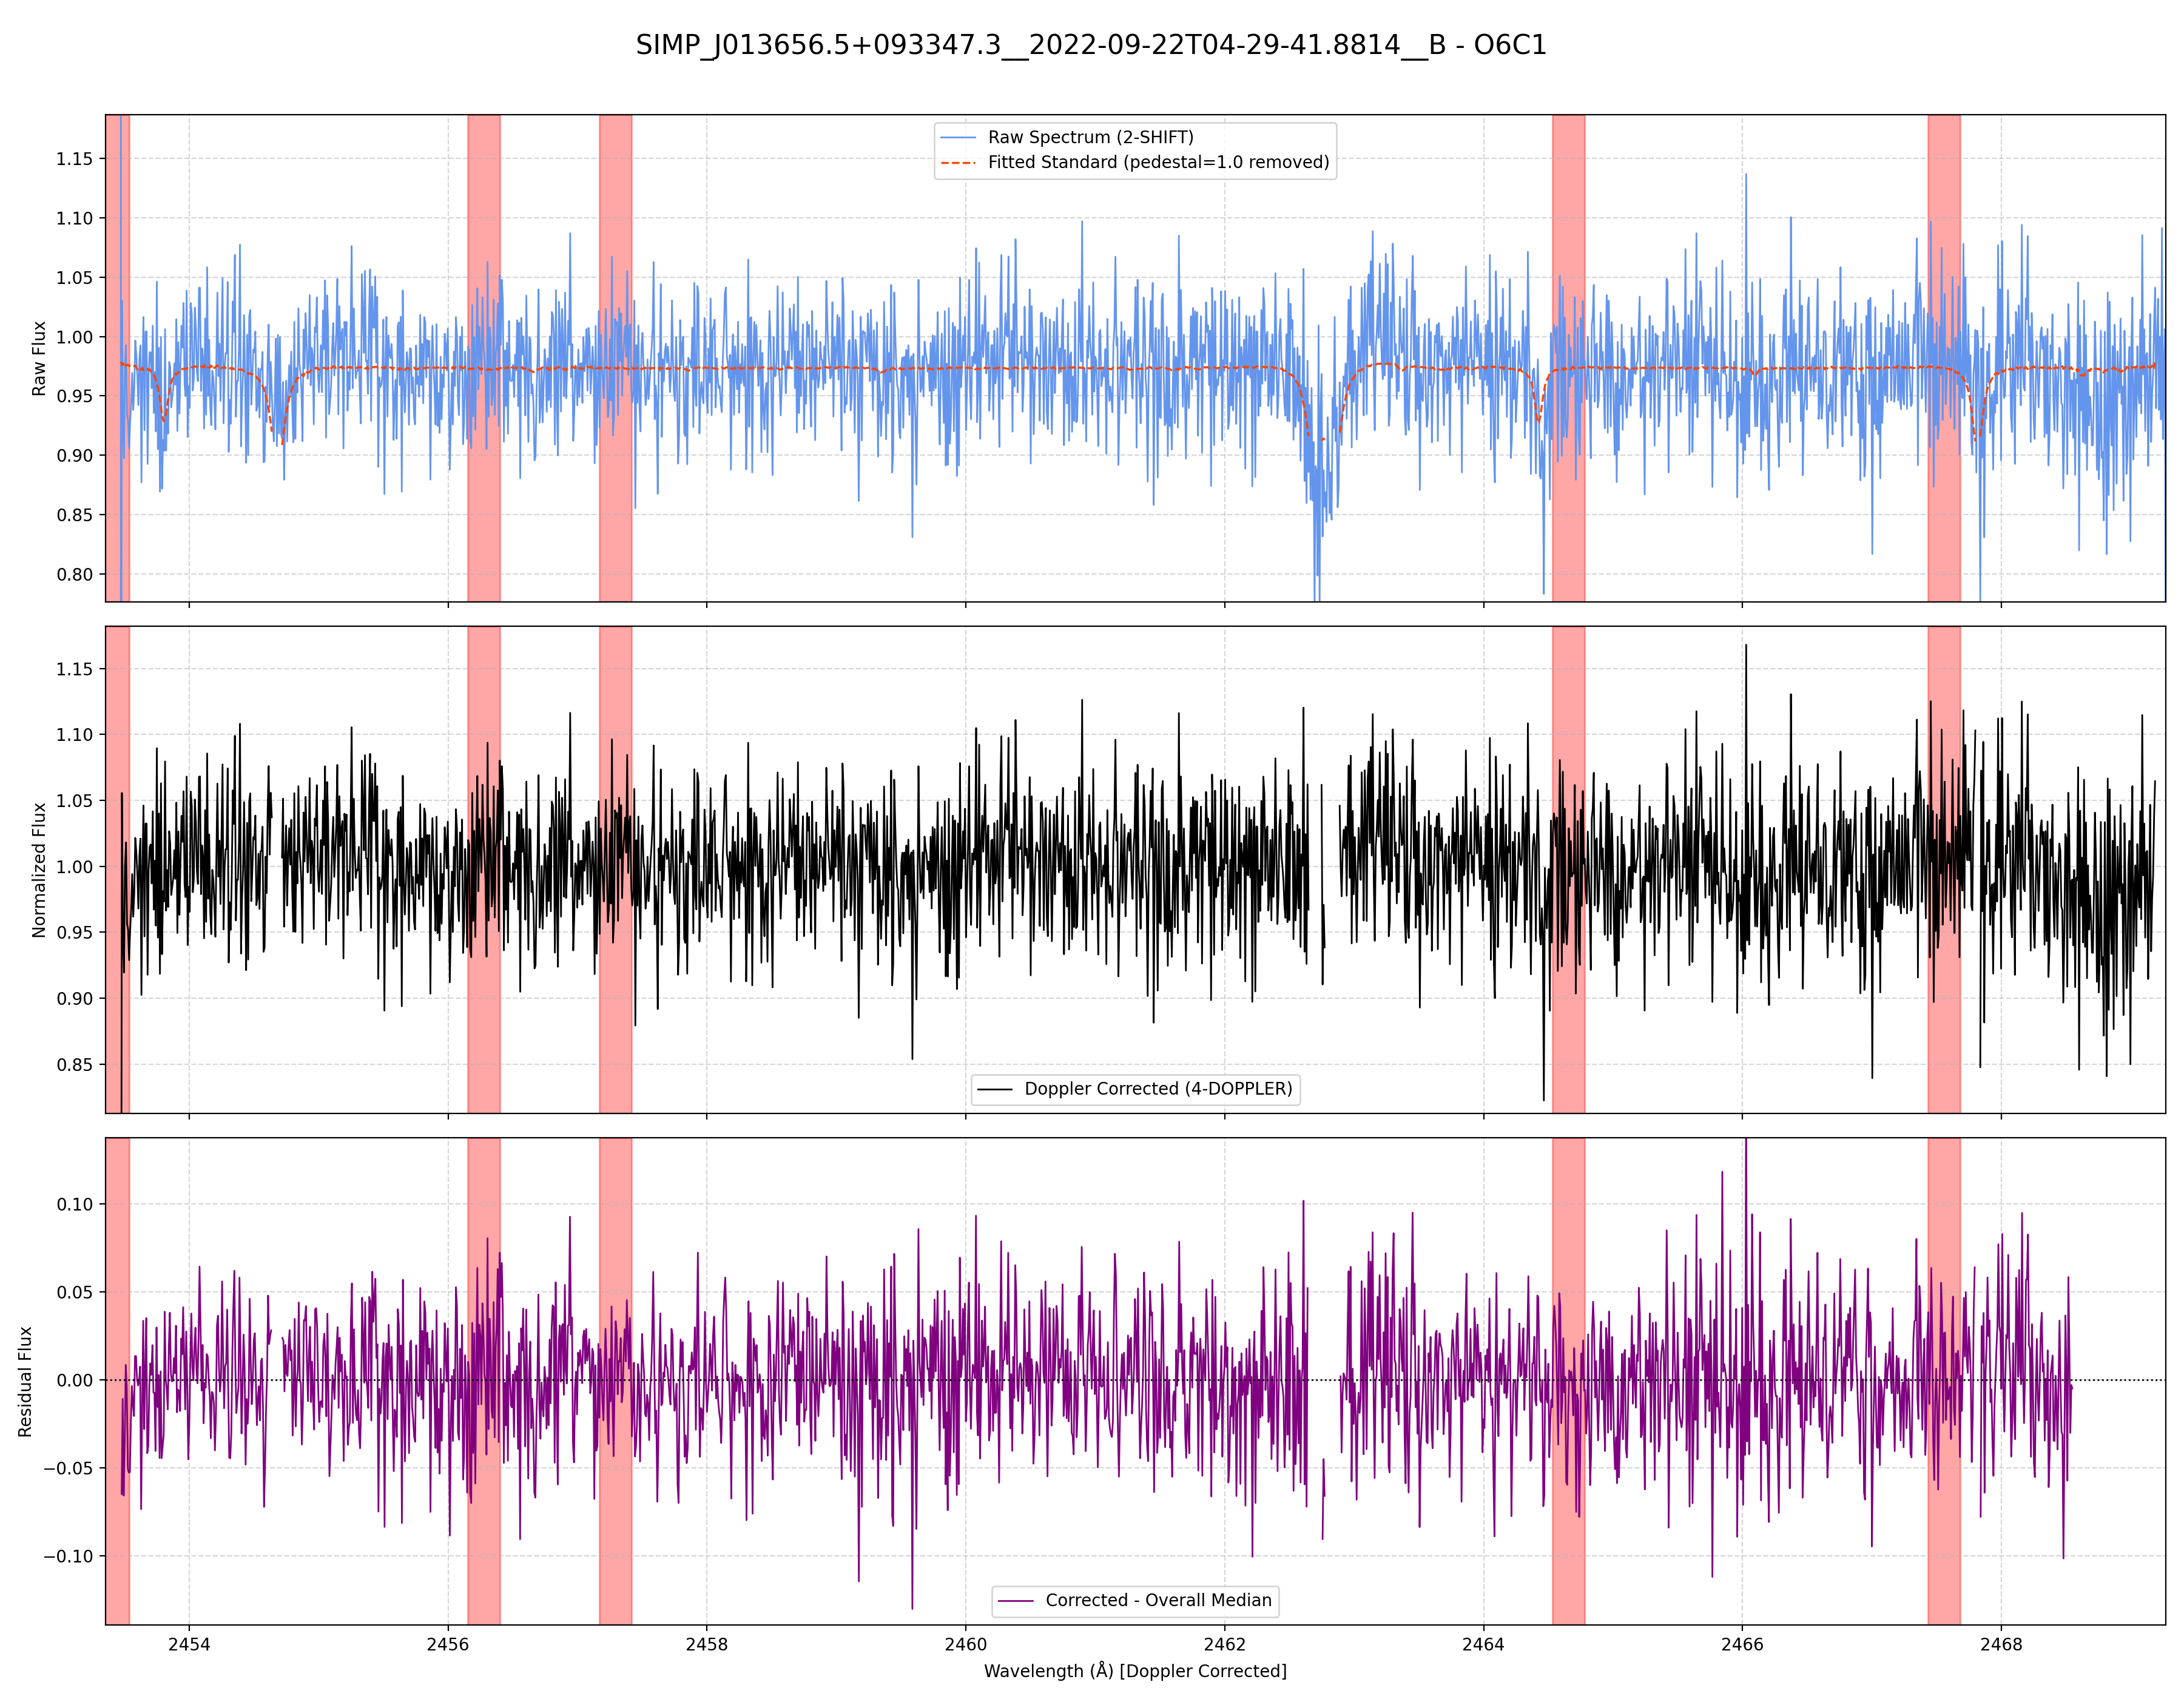 SIMP_J013656.5+093347.3__2022-09-22T04-29-41.8814__B - O6C1
Raw Spectrum (2-SHIFT)
Fitted Standard (pedestal=1.0 removed)
Raw Flux
1.15
1.10
1.05
1.00
0.95
0.90
0.85
0.80
Normalized Flux
1.15
1.10
1.05
1.00
0.95
0.90
0.85
Doppler Corrected (4-DOPPLER)
Residual Flux
0.10
0.05
0.00
−0.05
−0.10
Corrected - Overall Median
2454 2456 2458 2460 2462 2464 2466 2468
Wavelength (Å) [Doppler Corrected]